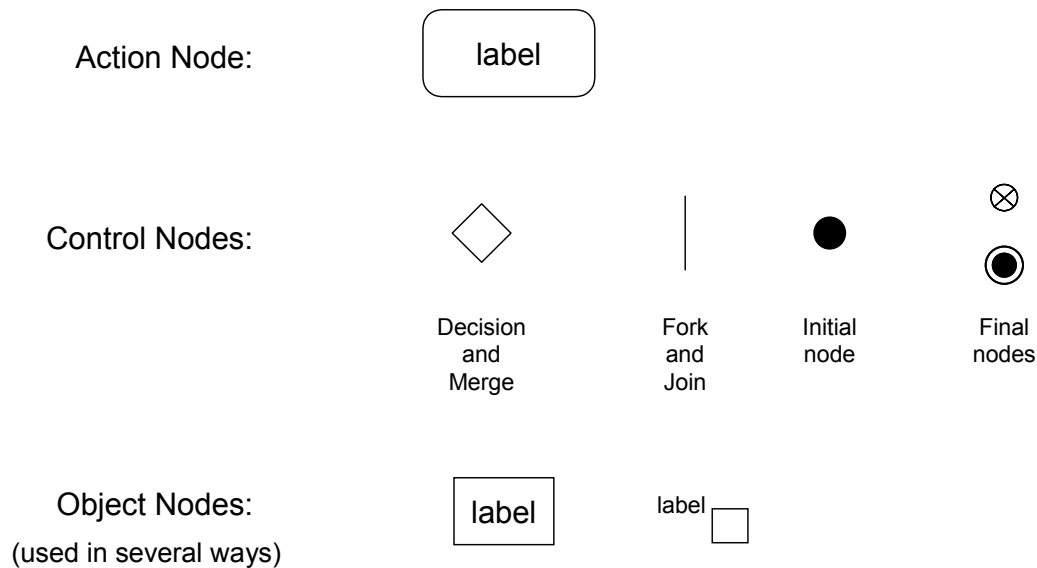 Action Node:
label
Control Nodes:
Decision
and
Merge
Fork
and
Join
Initial
node
Final
nodes
Object Nodes:
(used in several ways)
label
label